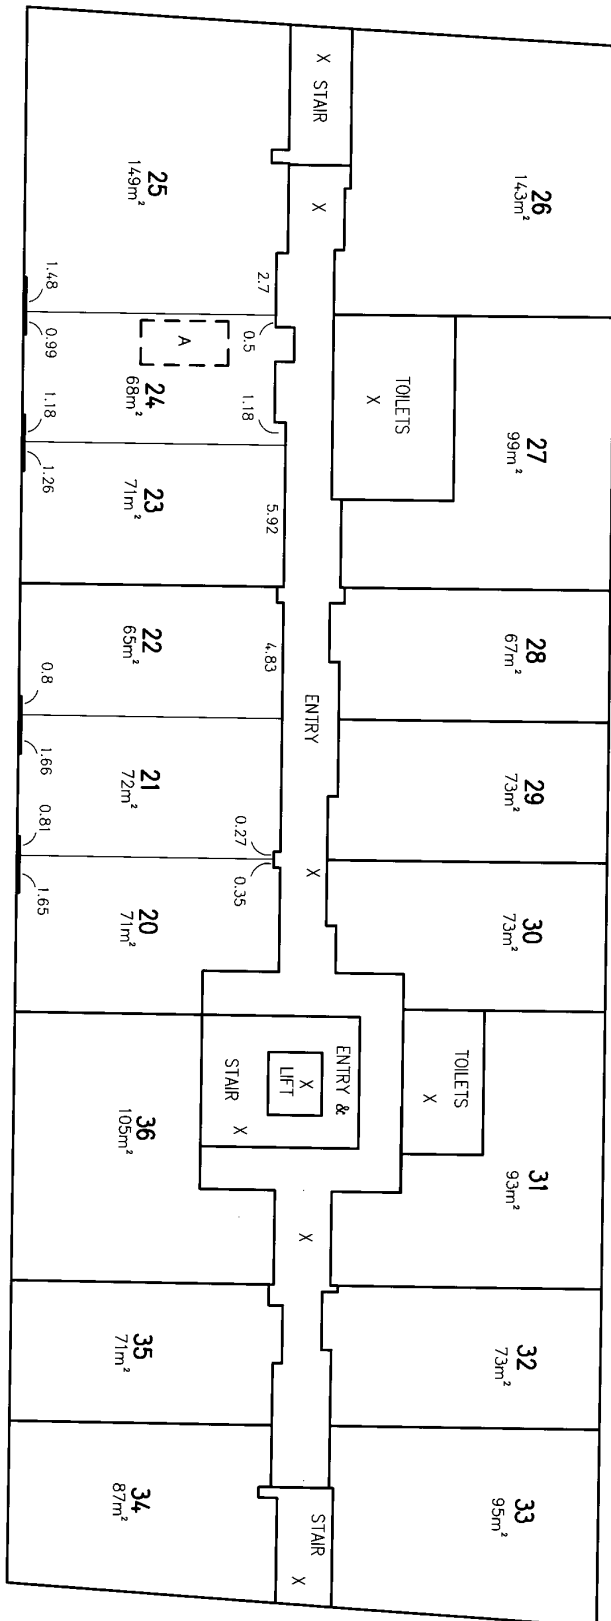 X STAIR
X
25
149m²
26
143m²
2.7
1.48
0.99
0.5
A
24
68m²
1.18
1.18
TOILETS
X
27
99m²
1.26
23
71m²
5.92
22
65m²
4.83
28
67m²
ENTRY
0.8
1.66
21
72m²
29
73m²
0.81
1.65
0.27
0.35
X
20
71m²
30
73m²
ENTRY &
STAIR X
X
LIFT
TOILETS
X
36
105m²
31
93m²
X
35
71m²
32
73m²
34
87m²
33
95m²
STAIR
X